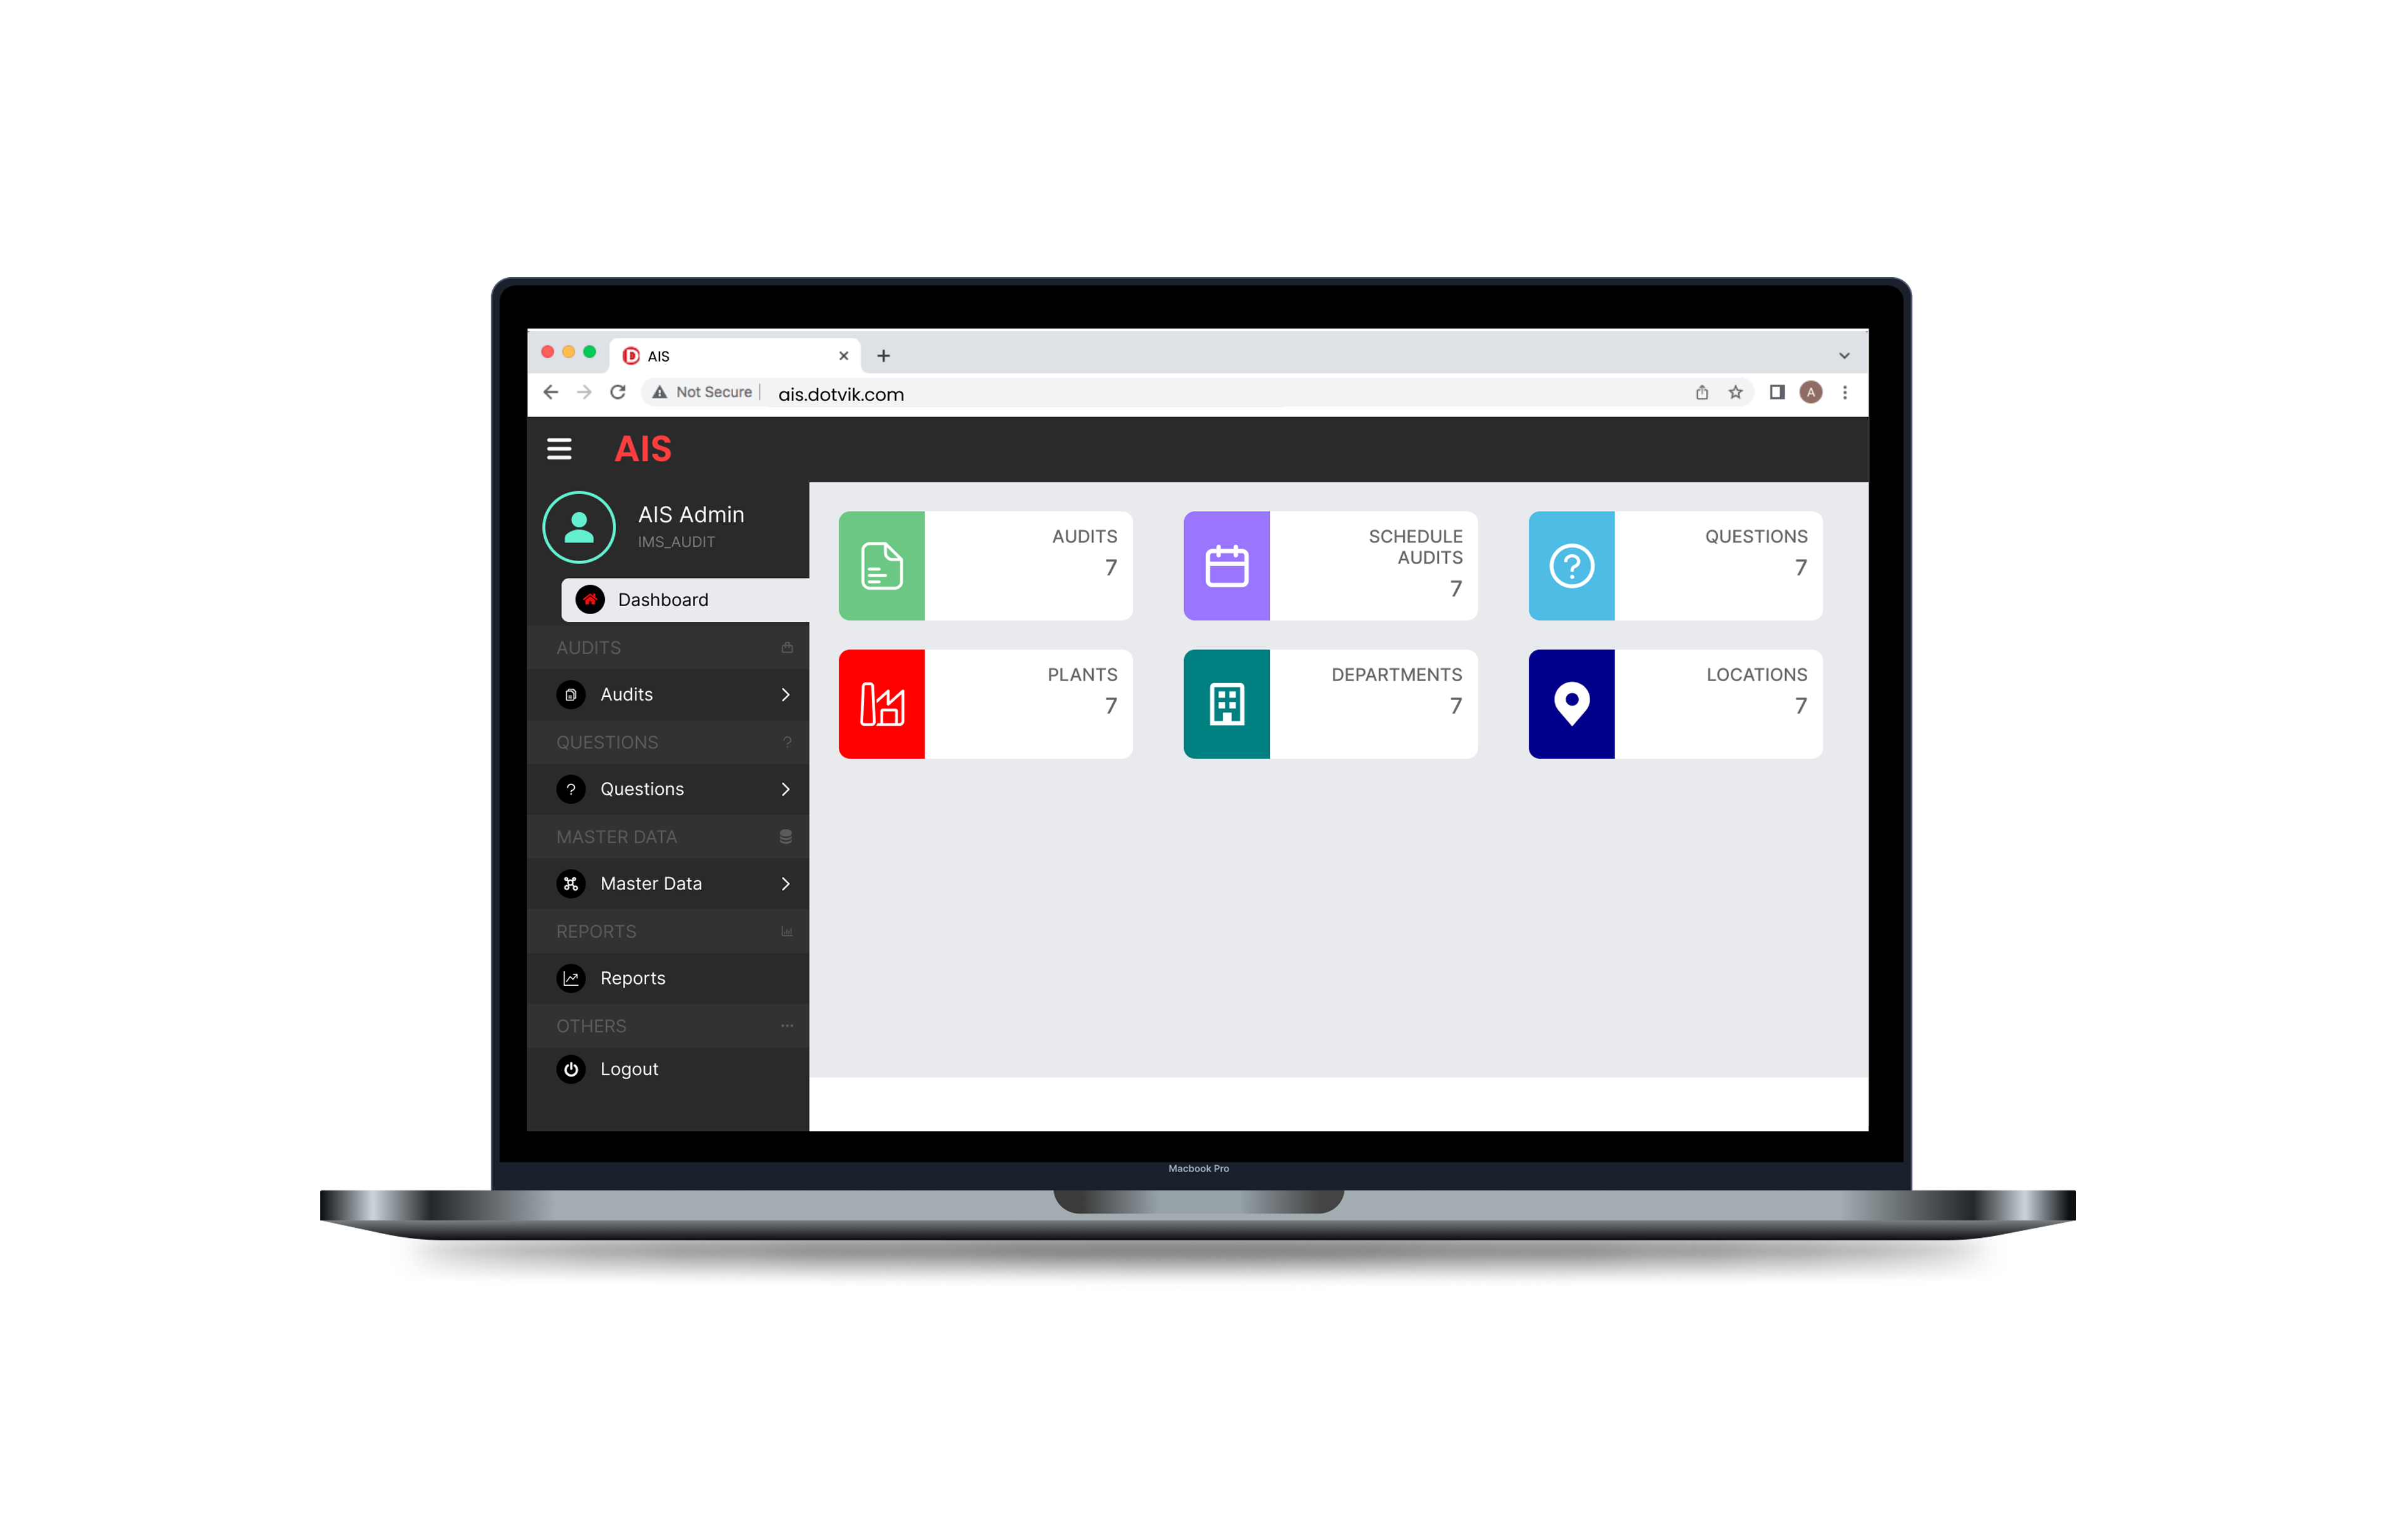 AIS
Not Secure
ais.dotvik.com
A
AIS
AIS Admin
IMS_AUDIT
Dashboard
AUDITS
Audits
QUESTIONS
?
?
Questions
MASTER DATA
Master Data
REPORTS
Reports
OTHERS
Logout
AUDITS
7
SCHEDULE
AUDITS
7
QUESTIONS
7
?
PLANTS
7
DEPARTMENTS
7
LOCATIONS
7
Macbook Pro